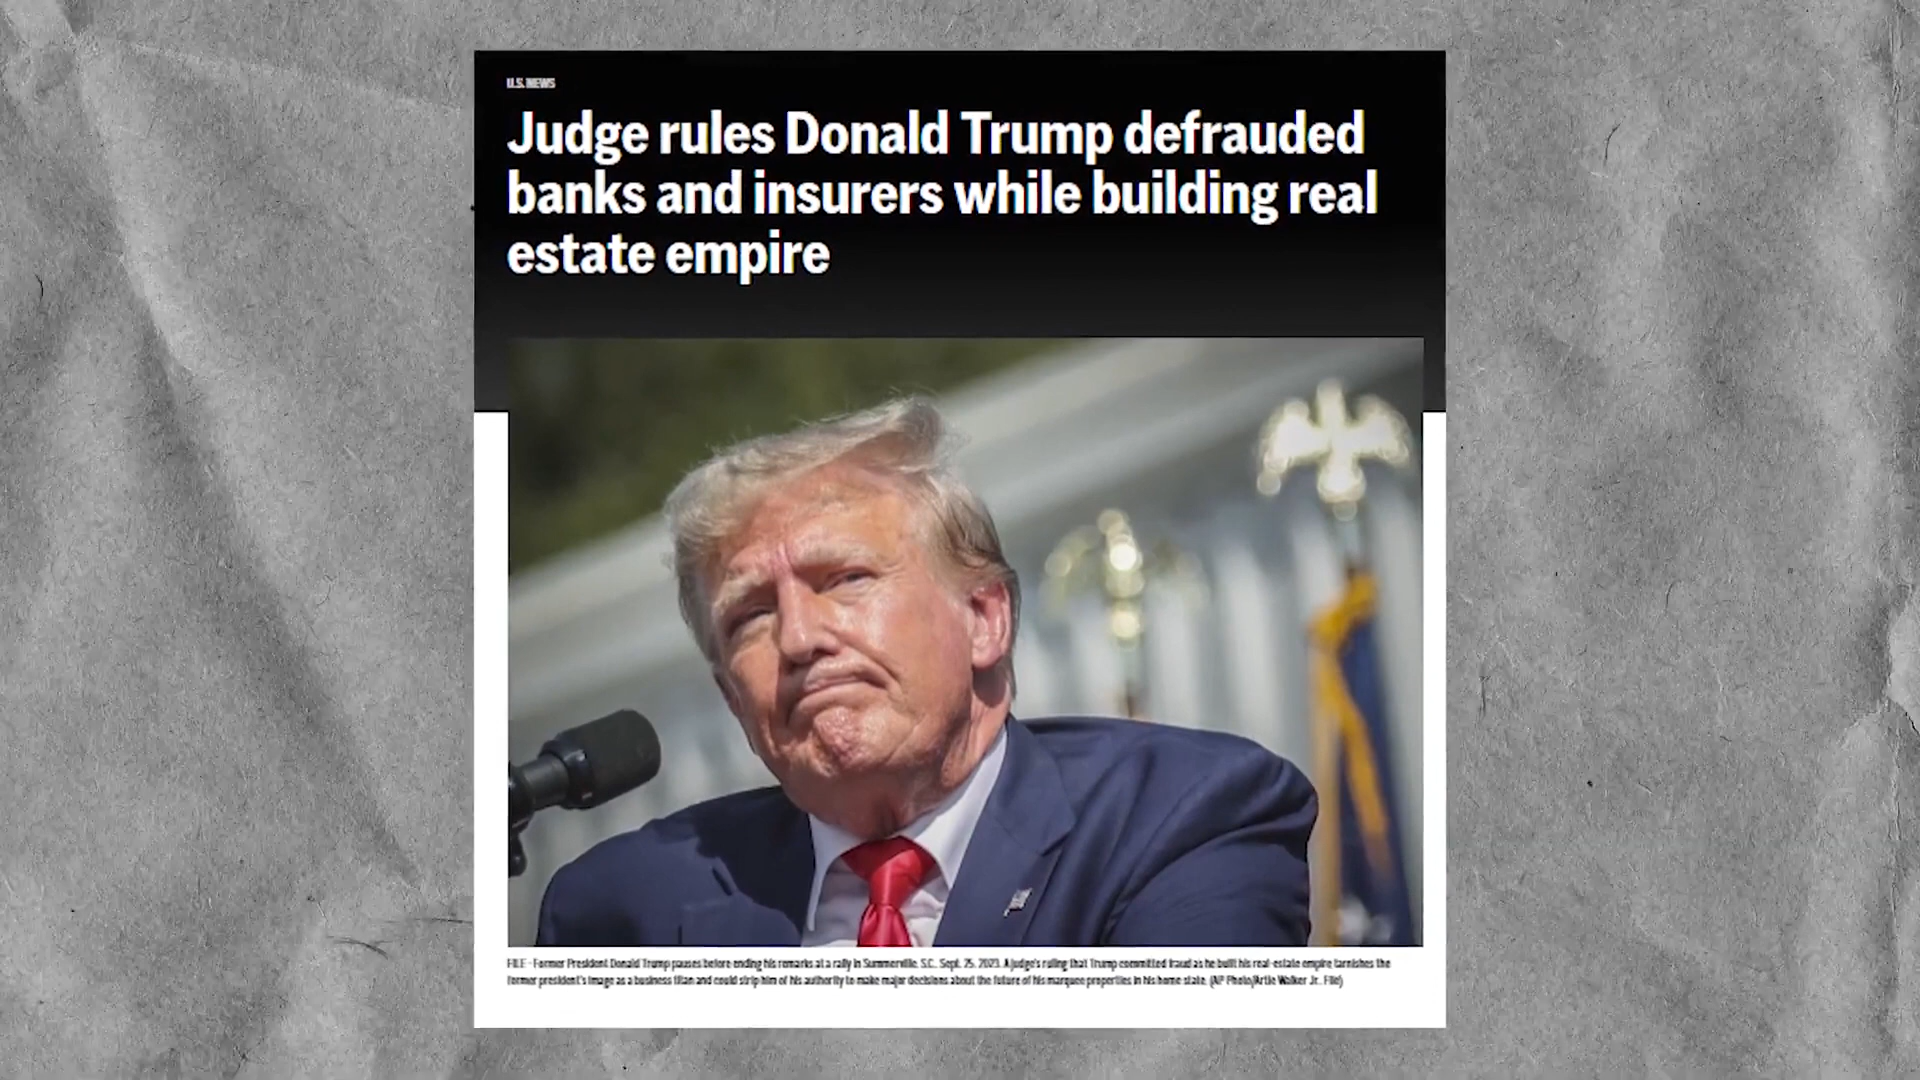 U.S. NEWS
Judge rules Donald Trump defrauded
banks and insurers while building real
estate empire
FILE - Former President Donald Trump pauses before ending his remarks at a rally in Summerville, S.C., Sept. 25, 2023. A judge's ruling that Trump committed fraud as he built his real-estate empire tarnishes the
former president's image as a business titan and could strip him of his authority to make major decisions about the future of his marquee properties in his home state. (AP Photo/Artie Walker Jr., File)